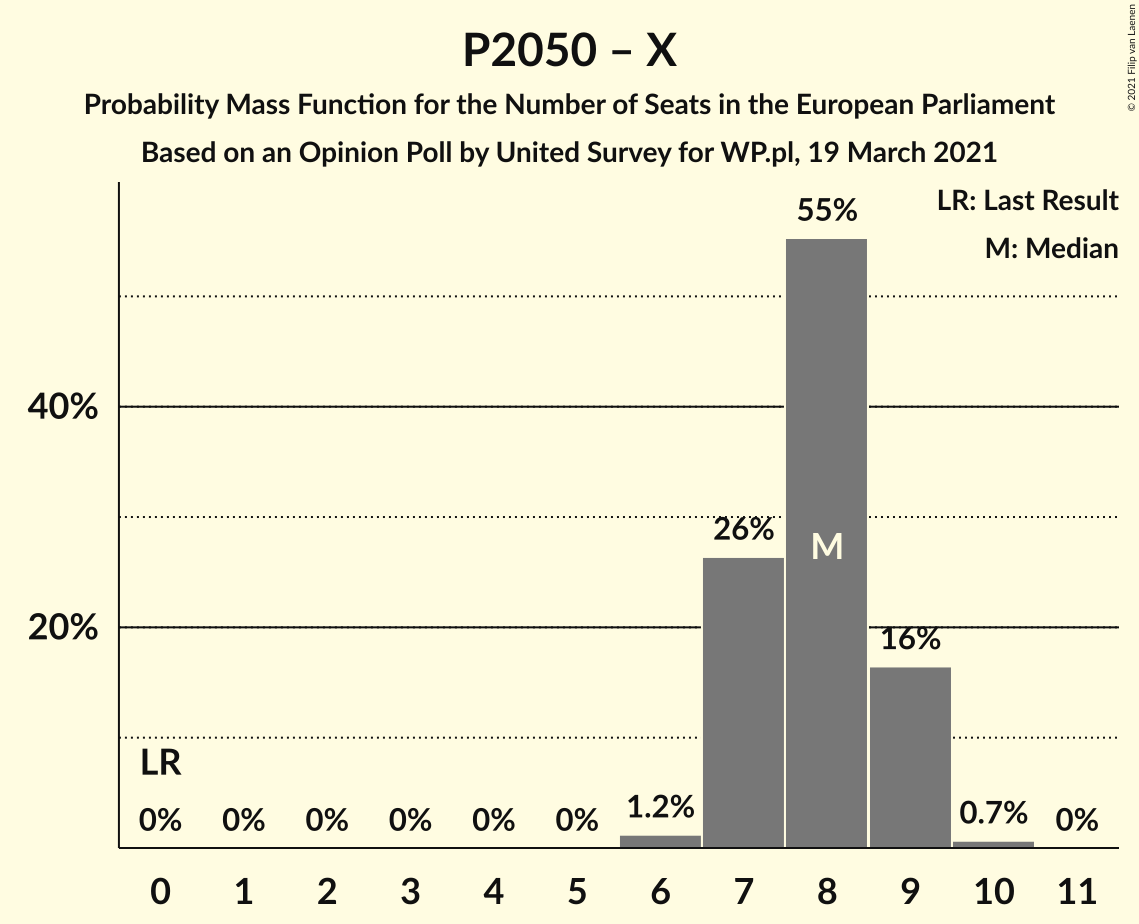 P2050 – X
Probability Mass Function for the Number of Seats in the European Parliament
Based on an Opinion Poll by United Survey for WP.pl, 19 March 2021
© 2021 Filip van Laenen
LR: Last Result
M: Median
55%
40%
26%
M
20%
16%
LR
0% 0% 0% 0% 0% 0% 1.2% 0.7% 0%
0 1 2 3 4 5 6 7 8 9 10 11